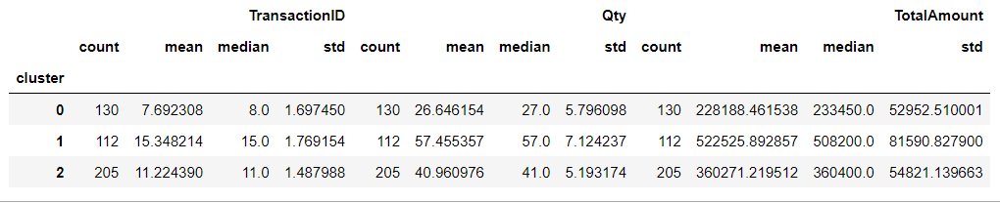 TransactionID Qty TotalAmount
count mean median std count mean median std count mean median std
cluster
0 130 7.692308 8.0 1.697450 130 26.646154 27.0 5.796098 130 228188.461538 233450.0 52952.510001
1 112 15.348214 15.0 1.769154 112 57.455357 57.0 7.124237 112 522525.892857 508200.0 81590.827900
2 205 11.224390 11.0 1.487988 205 40.960976 41.0 5.193174 205 360271.219512 360400.0 54821.139663